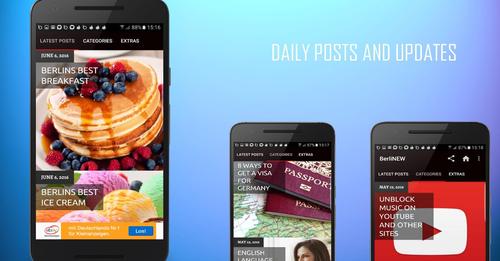 DAILY POSTS AND UPDATES
15:16
LATEST POSTS CATEGORIES EXTRAS
JUNE 6, 2016
BERLINS BEST
BREAKFAST
JUNE 6, 2016
BERLINS BEST
ICE CREAM
mit Deutschlands Nr.1
für Kleinanzeigen.
Los!
15:17
LATEST POSTS CATEGORIES EXTRAS
8 WAYS TO
GET A VISA
FOR
GERMANY
PASSPORT
MAY 12, 2016
ENGLISH
LANGUAGE
15:16
BerliNEW
LATEST POSTS CATEGORIES EXTRAS
MAY 12, 2016
UNBLOCK
MUSIC ON
YOUTUBE
AND OTHER
SITES